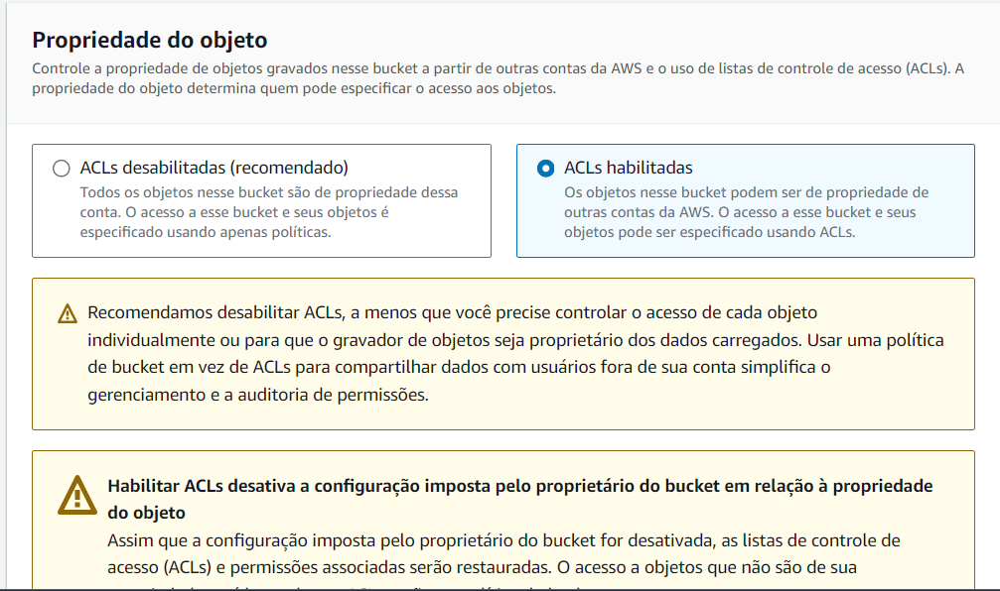 Propriedade do objeto
Controle a propriedade de objetos gravados nesse bucket a partir de outras contas da AWS e o uso de listas de controle de acesso (ACLs). A
propriedade do objeto determina quem pode especificar o acesso aos objetos.
ACLs desabilitadas (recomendado)
Todos os objetos nesse bucket são de propriedade dessa
conta. O acesso a esse bucket e seus objetos é
especificado usando apenas políticas.
ACLs habilitadas
Os objetos nesse bucket podem ser de propriedade de
outras contas da AWS. O acesso a esse bucket e seus
objetos pode ser especificado usando ACLs.
Recomendamos desabilitar ACLs, a menos que você precise controlar o acesso de cada objeto
individualmente ou para que o gravador de objetos seja proprietário dos dados carregados. Usar uma política
de bucket em vez de ACLs para compartilhar dados com usuários fora de sua conta simplifica o
gerenciamento e a auditoria de permissões.
Habilitar ACLs desativa a configuração imposta pelo proprietário do bucket em relação à propriedade
do objeto
Assim que a configuração imposta pelo proprietário do bucket for desativada, as listas de controle de
acesso (ACLs) e permissões associadas serão restauradas. O acesso a objetos que não são de sua